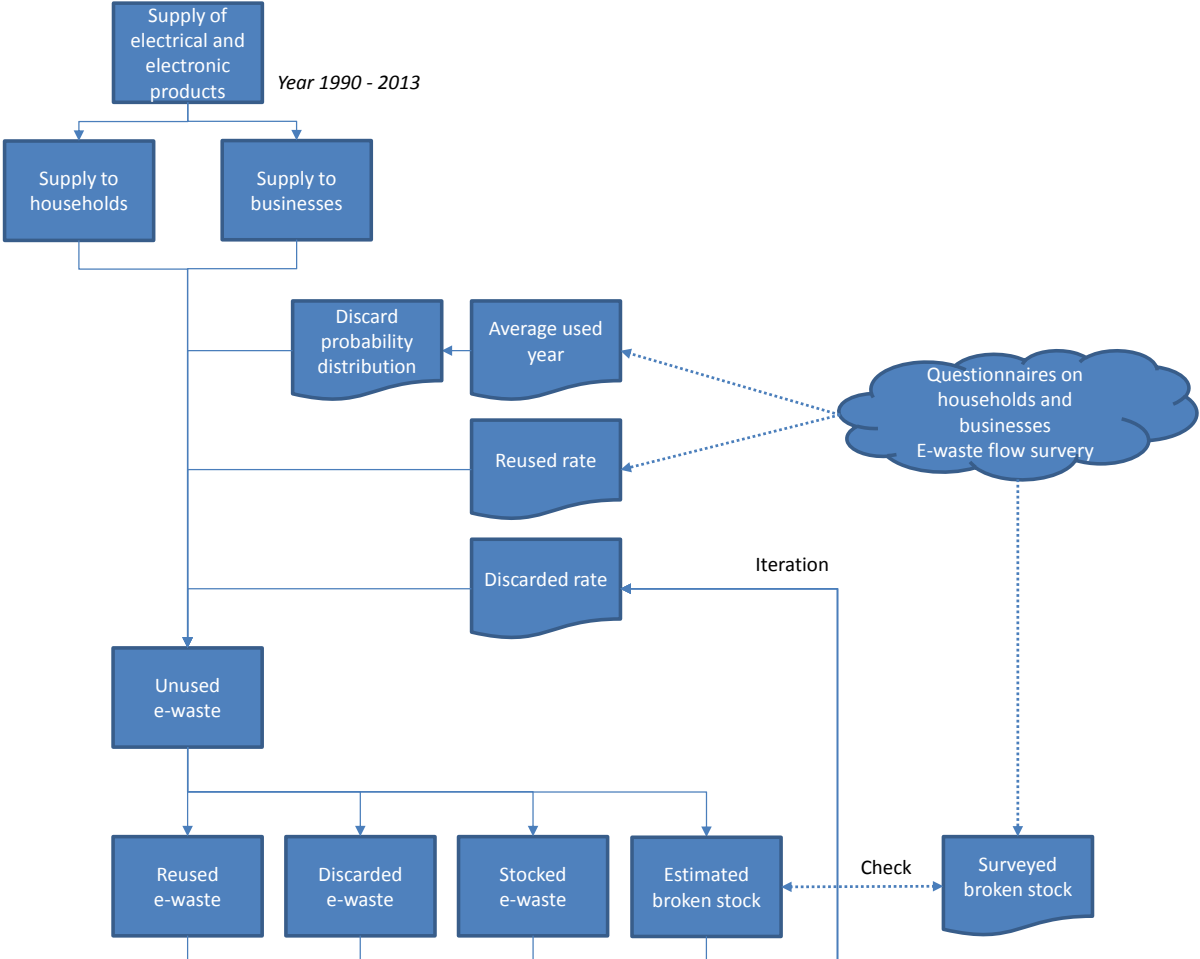 Supply of
electrical and
electronic
products
Year 1990 - 2013
Supply to
households
Supply to
businesses
Discard
probability
distribution
Average used
year
Questionnaires on
households and
businesses
E-waste flow survery
Reused rate
Iteration
Discarded rate
Unused
e-waste
Reused
e-waste
Discarded
e-waste
Stocked
e-waste
Estimated
broken stock
Check
Surveyed
broken stock